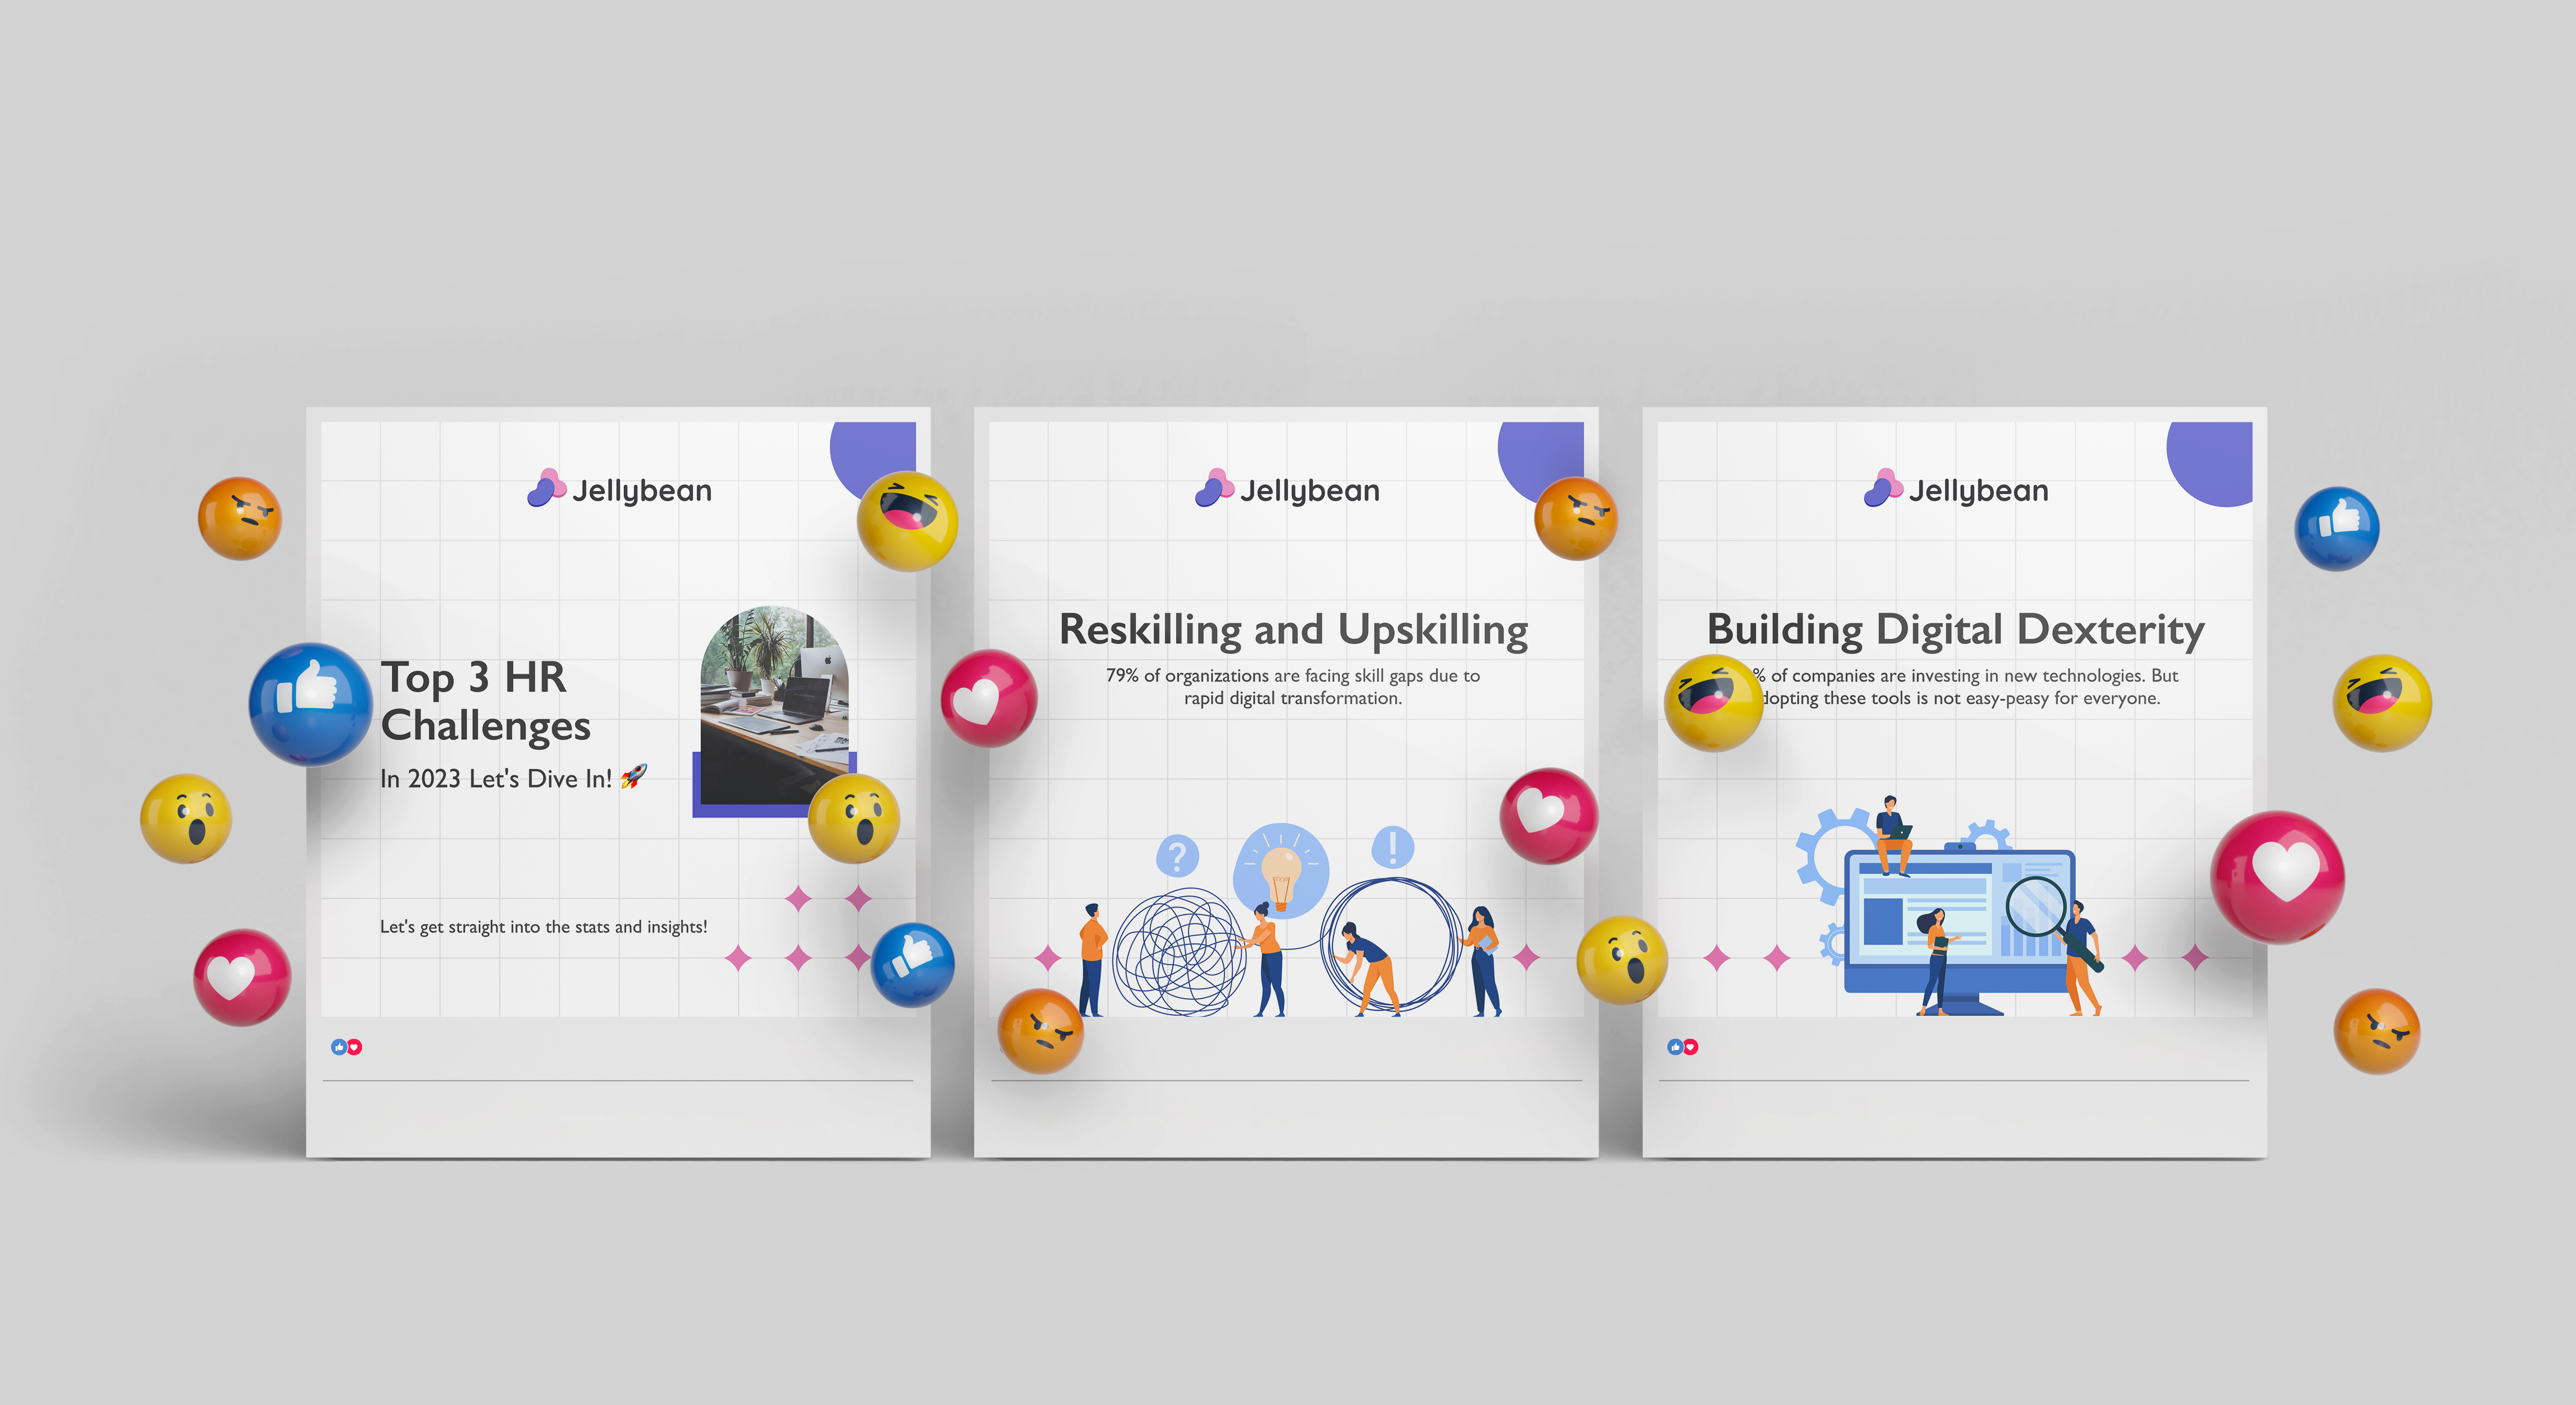 Jellybean
Top 3 HR
Challenges
In 2023 Let's Dive In! 🚀
Let's get straight into the stats and insights!
Jellybean
Reskilling and Upskilling
79% of organizations are facing skill gaps due to
rapid digital transformation.
?
!
Jellybean
Building Digital Dexterity
% of companies are investing in new technologies. But
these tools is not easy-peasy for everyone.